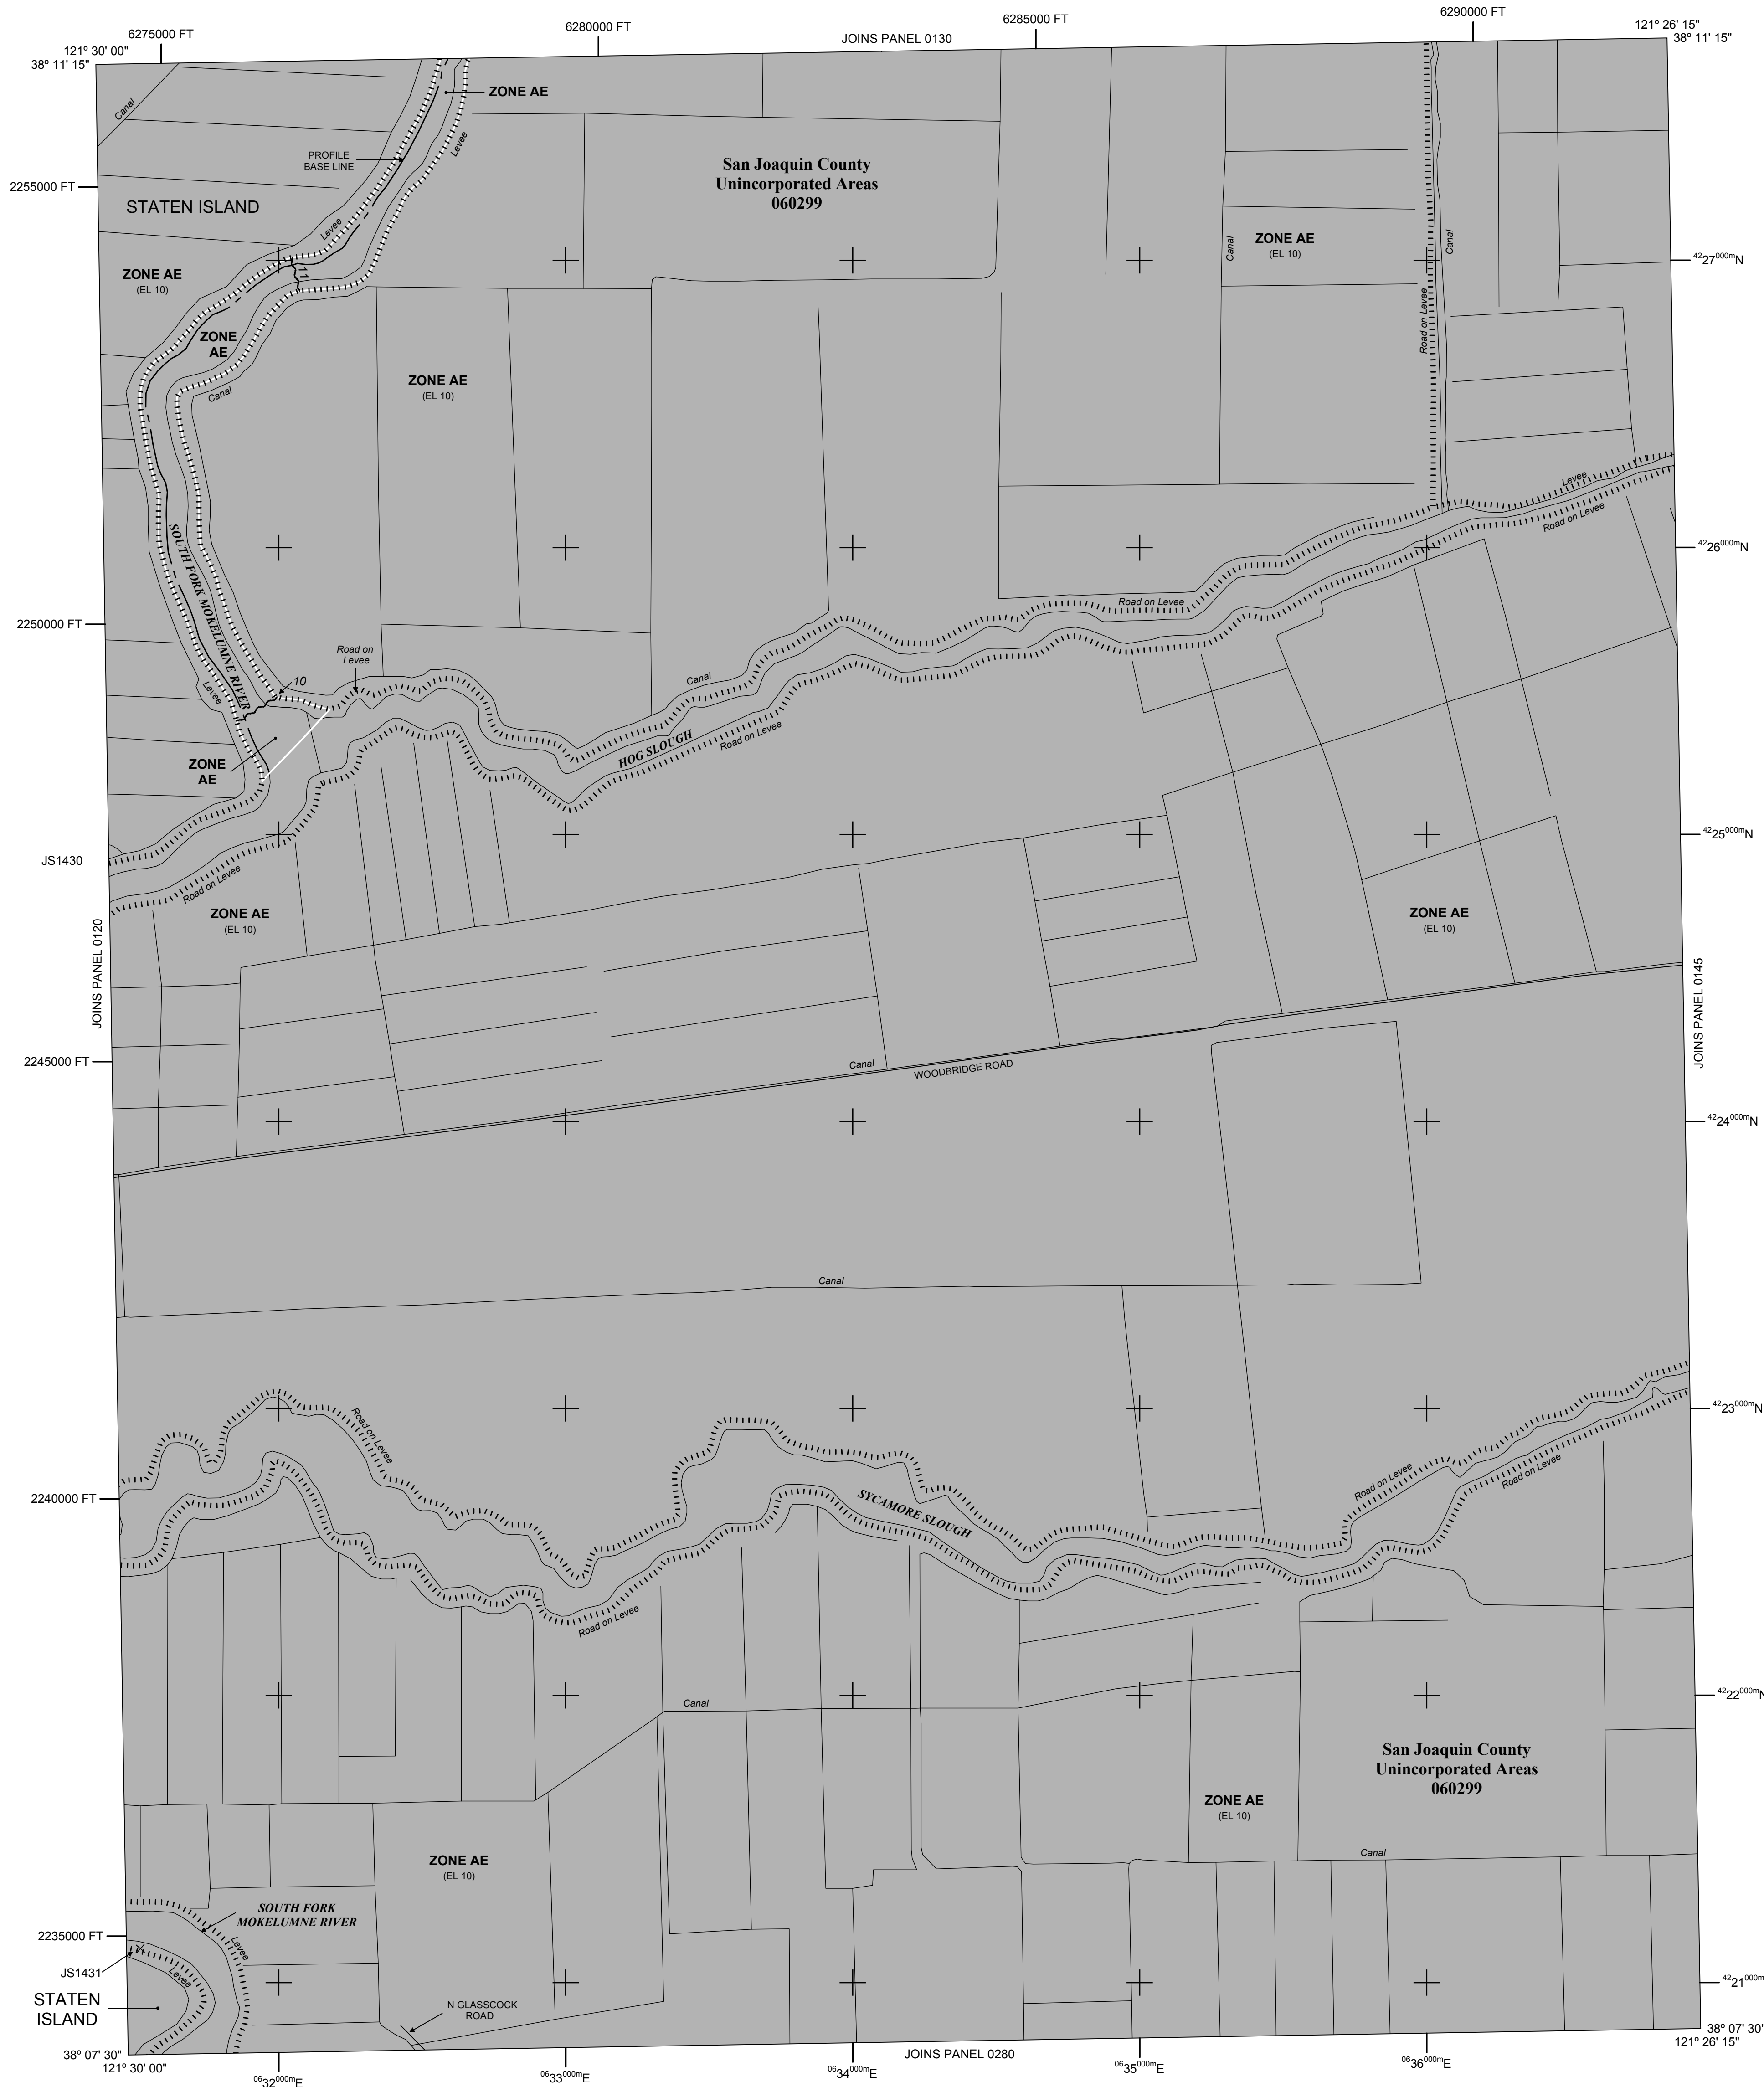 6275000 FT
6280000 FT
6285000 FT
6290000 FT
JOINS PANEL 0130
121º 30' 00"
38º 11' 15"
121º 26' 15"
38º 11' 15"
Canal
ZONE AE
Levee
PROFILE
BASE LINE
San Joaquin County
Unincorporated Areas
060299
2255000 FT
STATEN ISLAND
Levee
ZONE AE
(EL 10)
11
ZONE AE
(EL 10)
Canal
Canal
4227000mN
Road on Levee
ZONE
AE
ZONE AE
(EL 10)
Canal
Levee
Road on Levee
4226000mN
SOUTH FORK MOKELUMNE RIVER
Road on Levee
2250000 FT
Road on
Levee
10
Levee
Canal
Road on Levee
HOG SLOUGH
ZONE
AE
4225000mN
JS1430
Road on Levee
ZONE AE
(EL 10)
ZONE AE
(EL 10)
JOINS PANEL 0120
JOINS PANEL 0145
2245000 FT
Canal
WOODBRIDGE ROAD
4224000mN
Canal
4223000mN
Road on Levee
Road on Levee
Road on Levee
2240000 FT
SYCAMORE SLOUGH
Road on Levee
Canal
4222000mN
San Joaquin County
Unincorporated Areas
060299
ZONE AE
(EL 10)
Canal
ZONE AE
(EL 10)
SOUTH FORK
MOKELUMNE RIVER
2235000 FT
Levee
JS1431
Levee
4221000m
STATEN
ISLAND
N GLASSCOCK
ROAD
38º 07' 30"
121º 30' 00"
JOINS PANEL 0280
38º 07' 30"
121º 26' 15"
0632000mE
0633000mE
0634000mE
0635000mE
0636000mE